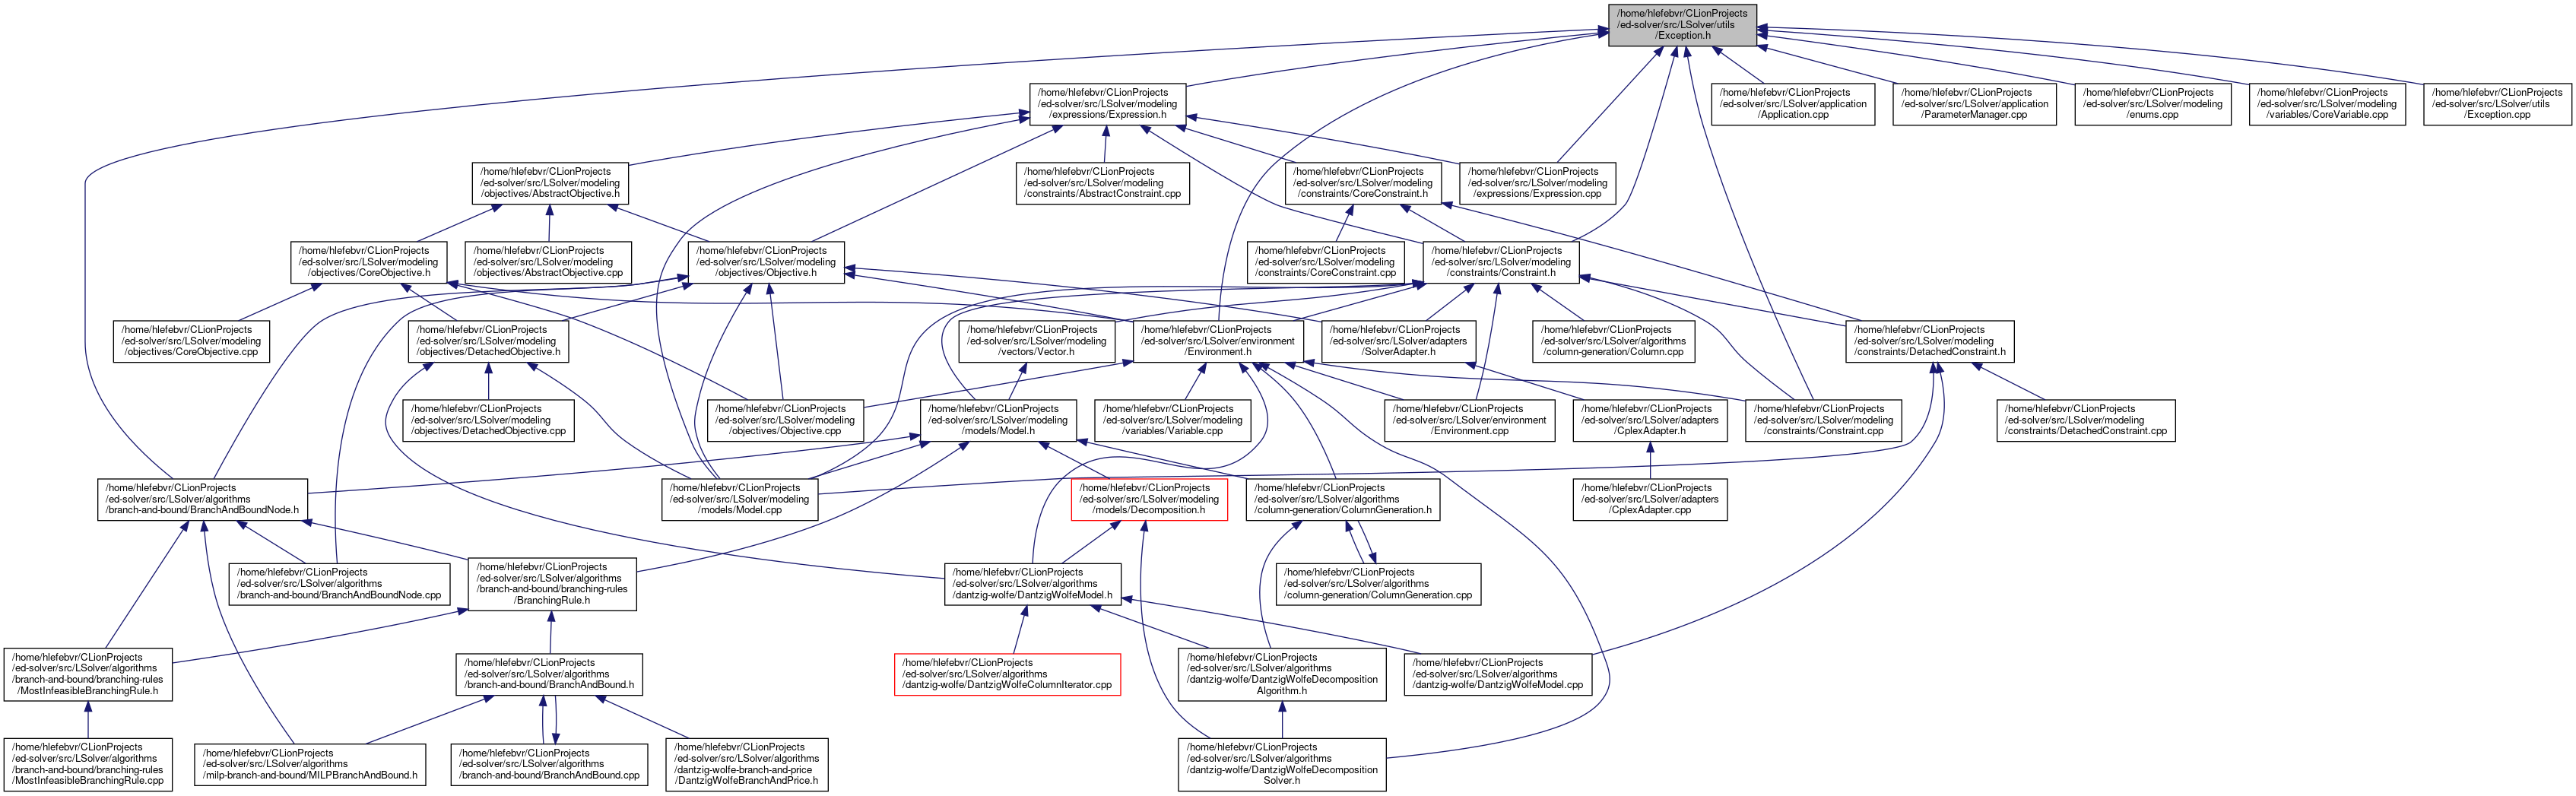 /home/hlefebvr/CLionProjects
/ed-solver/src/LSolver/utils
/Exception.h
/home/hlefebvr/CLionProjects
/ed-solver/src/LSolver/modeling
/expressions/Expression.h
/home/hlefebvr/CLionProjects
/ed-solver/src/LSolver/application
/Application.cpp
/home/hlefebvr/CLionProjects
/ed-solver/src/LSolver/application
/ParameterManager.cpp
/home/hlefebvr/CLionProjects
/ed-solver/src/LSolver/modeling
/enums.cpp
/home/hlefebvr/CLionProjects
/ed-solver/src/LSolver/modeling
/variables/CoreVariable.cpp
/home/hlefebvr/CLionProjects
/ed-solver/src/LSolver/utils
/Exception.cpp
/home/hlefebvr/CLionProjects
/ed-solver/src/LSolver/modeling
/objectives/AbstractObjective.h
/home/hlefebvr/CLionProjects
/ed-solver/src/LSolver/modeling
/constraints/AbstractConstraint.cpp
/home/hlefebvr/CLionProjects
/ed-solver/src/LSolver/modeling
/constraints/CoreConstraint.h
/home/hlefebvr/CLionProjects
/ed-solver/src/LSolver/modeling
/expressions/Expression.cpp
/home/hlefebvr/CLionProjects
/ed-solver/src/LSolver/modeling
/objectives/CoreObjective.h
/home/hlefebvr/CLionProjects
/ed-solver/src/LSolver/modeling
/objectives/AbstractObjective.cpp
/home/hlefebvr/CLionProjects
/ed-solver/src/LSolver/modeling
/objectives/Objective.h
/home/hlefebvr/CLionProjects
/ed-solver/src/LSolver/modeling
/constraints/CoreConstraint.cpp
/home/hlefebvr/CLionProjects
/ed-solver/src/LSolver/modeling
/constraints/Constraint.h
/home/hlefebvr/CLionProjects
/ed-solver/src/LSolver/modeling
/objectives/CoreObjective.cpp
/home/hlefebvr/CLionProjects
/ed-solver/src/LSolver/modeling
/objectives/DetachedObjective.h
/home/hlefebvr/CLionProjects
/ed-solver/src/LSolver/modeling
/vectors/Vector.h
/home/hlefebvr/CLionProjects
/ed-solver/src/LSolver/environment
/Environment.h
/home/hlefebvr/CLionProjects
/ed-solver/src/LSolver/adapters
/SolverAdapter.h
/home/hlefebvr/CLionProjects
/ed-solver/src/LSolver/algorithms
/column-generation/Column.cpp
/home/hlefebvr/CLionProjects
/ed-solver/src/LSolver/modeling
/constraints/DetachedConstraint.h
/home/hlefebvr/CLionProjects
/ed-solver/src/LSolver/modeling
/objectives/DetachedObjective.cpp
/home/hlefebvr/CLionProjects
/ed-solver/src/LSolver/modeling
/objectives/Objective.cpp
/home/hlefebvr/CLionProjects
/ed-solver/src/LSolver/modeling
/models/Model.h
/home/hlefebvr/CLionProjects
/ed-solver/src/LSolver/modeling
/variables/Variable.cpp
/home/hlefebvr/CLionProjects
/ed-solver/src/LSolver/environment
/Environment.cpp
/home/hlefebvr/CLionProjects
/ed-solver/src/LSolver/adapters
/CplexAdapter.h
/home/hlefebvr/CLionProjects
/ed-solver/src/LSolver/modeling
/constraints/Constraint.cpp
/home/hlefebvr/CLionProjects
/ed-solver/src/LSolver/modeling
/constraints/DetachedConstraint.cpp
/home/hlefebvr/CLionProjects
/ed-solver/src/LSolver/algorithms
/branch-and-bound/BranchAndBoundNode.h
/home/hlefebvr/CLionProjects
/ed-solver/src/LSolver/modeling
/models/Model.cpp
/home/hlefebvr/CLionProjects
/ed-solver/src/LSolver/modeling
/models/Decomposition.h
/home/hlefebvr/CLionProjects
/ed-solver/src/LSolver/algorithms
/column-generation/ColumnGeneration.h
/home/hlefebvr/CLionProjects
/ed-solver/src/LSolver/adapters
/CplexAdapter.cpp
/home/hlefebvr/CLionProjects
/ed-solver/src/LSolver/algorithms
/branch-and-bound/BranchAndBoundNode.cpp
/home/hlefebvr/CLionProjects
/ed-solver/src/LSolver/algorithms
/branch-and-bound/branching-rules
/BranchingRule.h
/home/hlefebvr/CLionProjects
/ed-solver/src/LSolver/algorithms
/dantzig-wolfe/DantzigWolfeModel.h
/home/hlefebvr/CLionProjects
/ed-solver/src/LSolver/algorithms
/column-generation/ColumnGeneration.cpp
/home/hlefebvr/CLionProjects
/ed-solver/src/LSolver/algorithms
/branch-and-bound/branching-rules
/MostInfeasibleBranchingRule.h
/home/hlefebvr/CLionProjects
/ed-solver/src/LSolver/algorithms
/branch-and-bound/BranchAndBound.h
/home/hlefebvr/CLionProjects
/ed-solver/src/LSolver/algorithms
/dantzig-wolfe/DantzigWolfeColumnIterator.cpp
/home/hlefebvr/CLionProjects
/ed-solver/src/LSolver/algorithms
/dantzig-wolfe/DantzigWolfeDecomposition
Algorithm.h
/home/hlefebvr/CLionProjects
/ed-solver/src/LSolver/algorithms
/dantzig-wolfe/DantzigWolfeModel.cpp
/home/hlefebvr/CLionProjects
/ed-solver/src/LSolver/algorithms
/branch-and-bound/branching-rules
/MostInfeasibleBranchingRule.cpp
/home/hlefebvr/CLionProjects
/ed-solver/src/LSolver/algorithms
/milp-branch-and-bound/MILPBranchAndBound.h
/home/hlefebvr/CLionProjects
/ed-solver/src/LSolver/algorithms
/branch-and-bound/BranchAndBound.cpp
/home/hlefebvr/CLionProjects
/ed-solver/src/LSolver/algorithms
/dantzig-wolfe-branch-and-price
/DantzigWolfeBranchAndPrice.h
/home/hlefebvr/CLionProjects
/ed-solver/src/LSolver/algorithms
/dantzig-wolfe/DantzigWolfeDecomposition
Solver.h